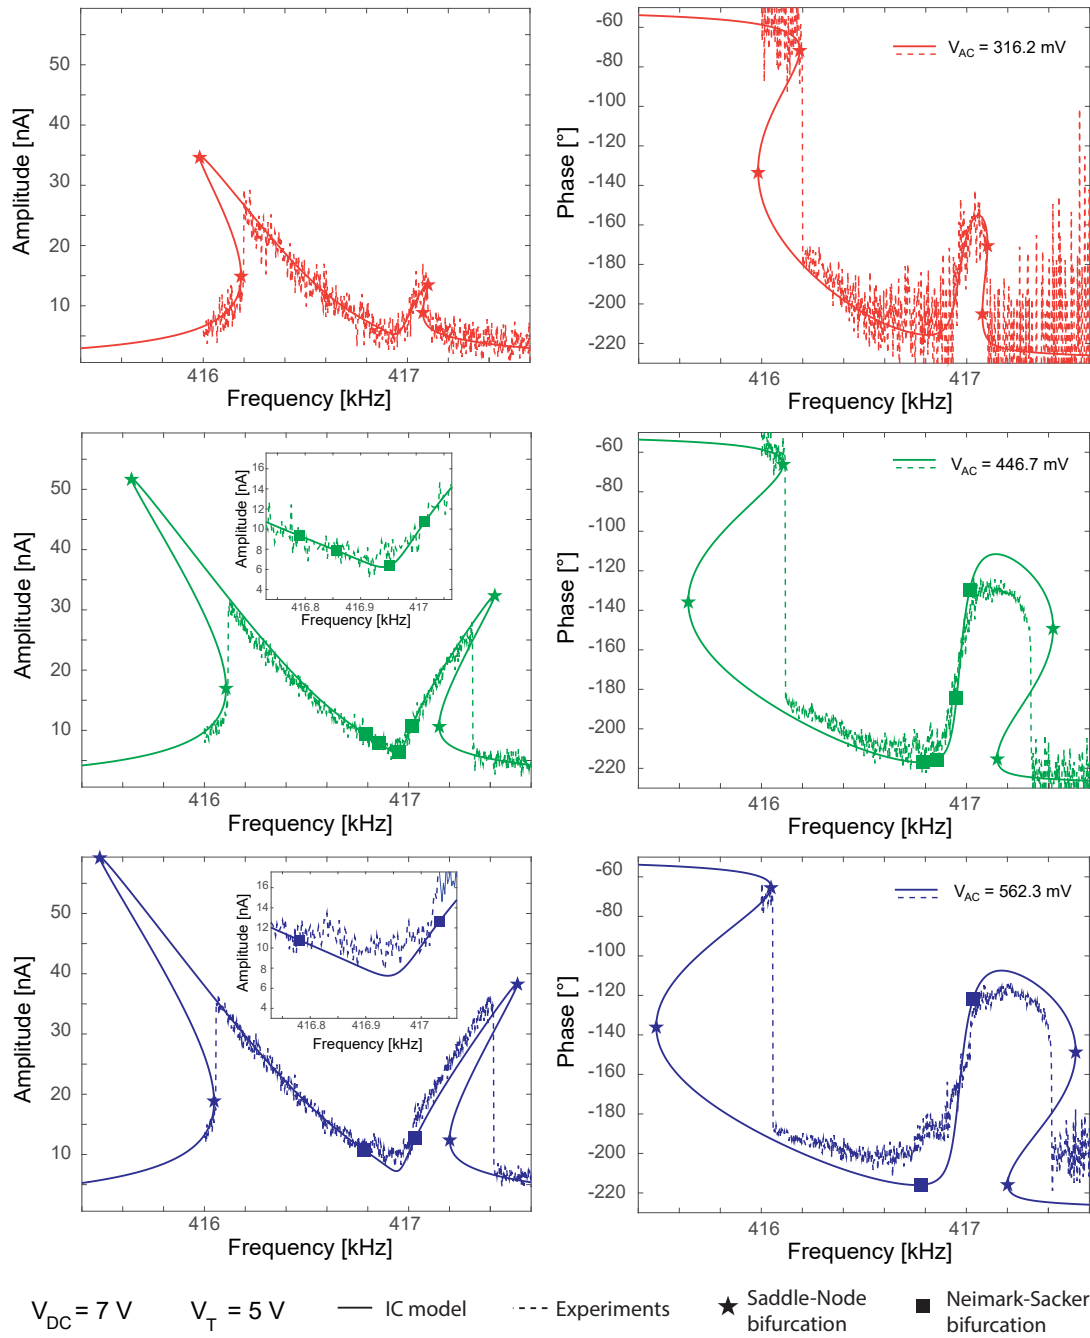 Amplitude [nA]
50
40
30
20
10
416
417
Frequency [kHz]
Phase [°]
-60
-80
-100
-120
-140
-160
-180
-200
-220
V_AC = 316.2 mV
416
417
Frequency [kHz]
Amplitude [nA]
50
40
30
20
10
416
417
Frequency [kHz]
Amplitude [nA]
16
14
12
10
8
6
4
416.8
416.9
417
Frequency [kHz]
Phase [°]
-60
-80
-100
-120
-140
-160
-180
-200
-220
V_AC = 446.7 mV
416
417
Frequency [kHz]
Amplitude [nA]
50
40
30
20
10
416
417
Frequency [kHz]
Amplitude [nA]
16
14
12
10
8
6
4
416.8
416.9
417
Frequency [kHz]
Phase [°]
-60
-80
-100
-120
-140
-160
-180
-200
-220
V_AC = 562.3 mV
416
417
Frequency [kHz]
V_DC = 7 V
V_T = 5 V
IC model
Experiments
Saddle-Node
bifurcation
Neimark-Sacker
bifurcation